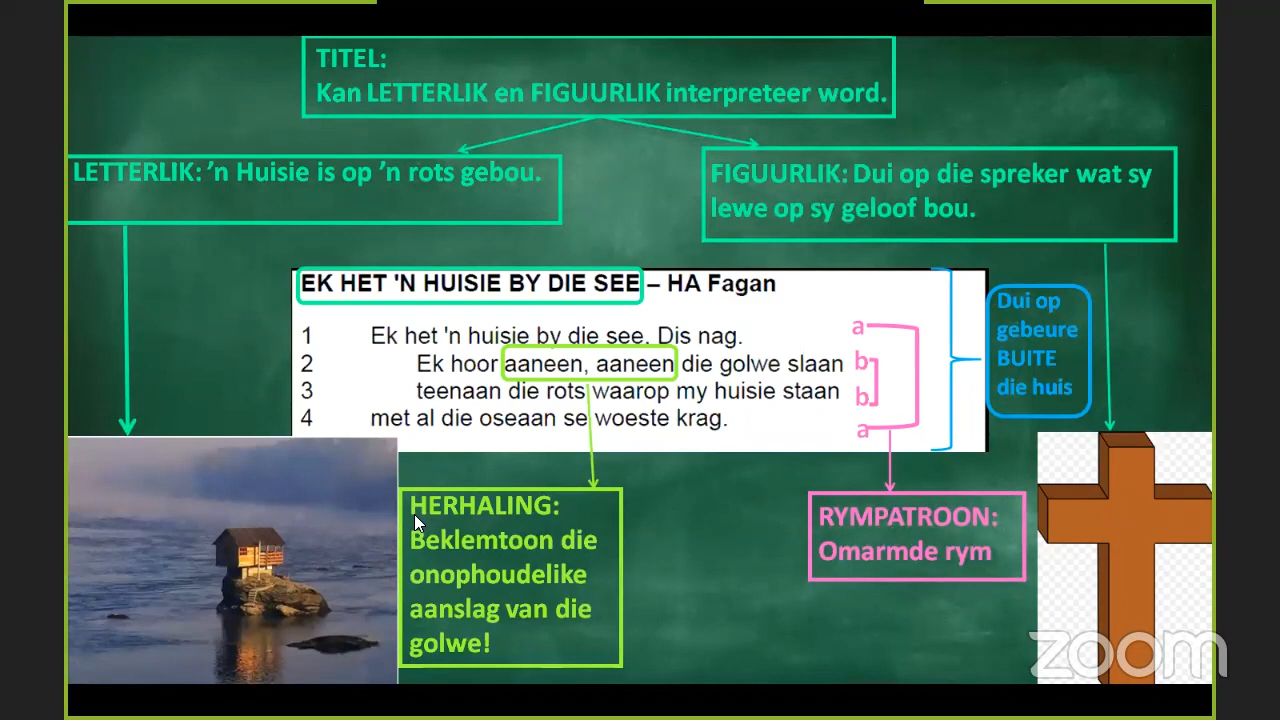 TITEL:
Kan LETTERLIK en FIGUURLIK interpreteer word.
LETTERLIK: ’n Huisie is op ’n rots gebou.
FIGUURLIK: Dui op die spreker wat sy
lewe op sy geloof bou.
EK HET 'N HUISIE BY DIE SEE – HA Fagan
1 Ek het 'n huisie by die see. Dis nag. a
2 Ek hoor aaneen, aaneen die golwe slaan b
3 teenaan die rots waarop my huisie staan b
4 met al die oseaan se woeste krag. a
Dui op
gebeure
BUITE
die huis
HERHALING:
Beklemtoon die
onophoudelike
aanslag van die
golwe!
RYMPATROON:
Omarmde rym
zoom